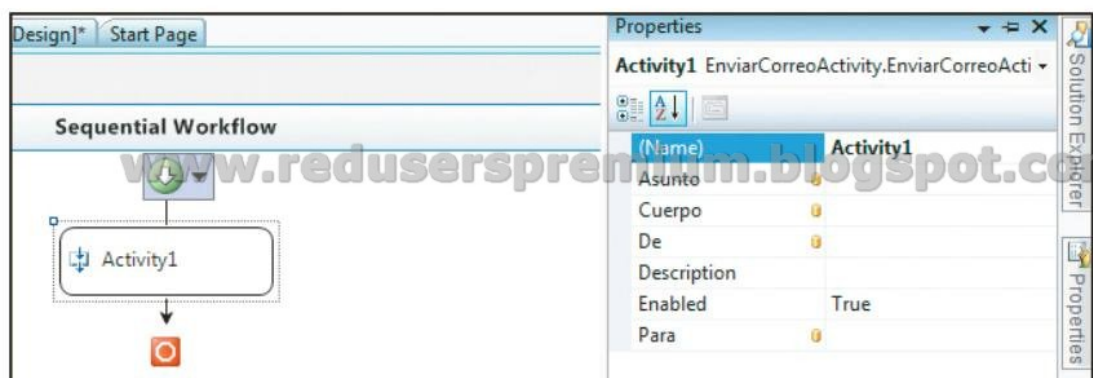 Design]* Start Page
Sequential Workflow
Activity1
Properties
Activity1 EnviarCorreoActivity.EnviarCorreoActi
(Name) Activity1
Asunto
Cuerpo
De
Description
Enabled True
Para
Solution Explorer
Properties
www.reduserspremium.blogspot.co